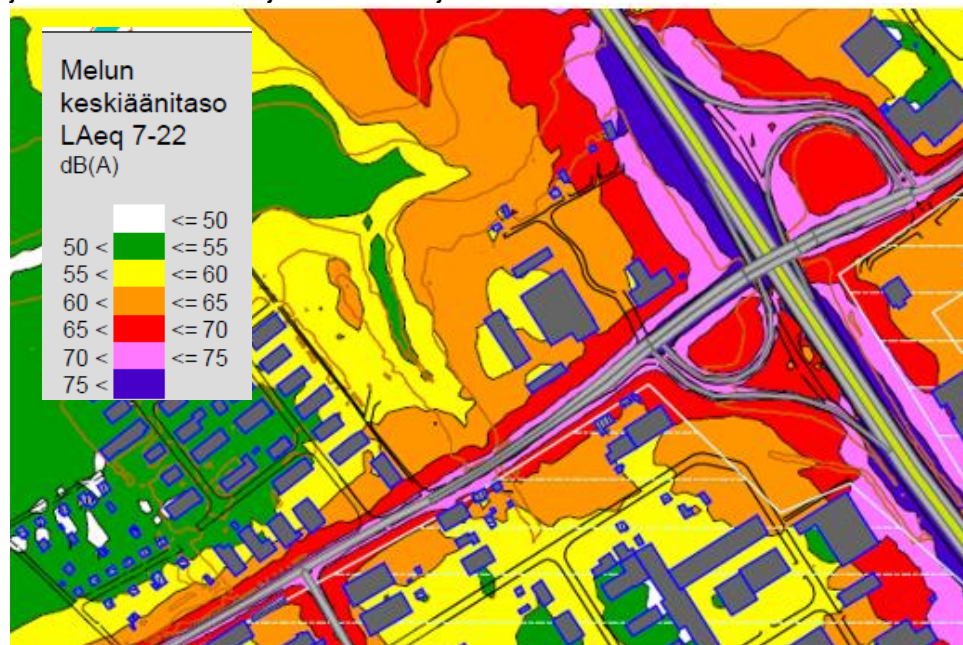 Melun
keskiäänitaso
LAeq 7-22
dB(A)
<= 50
50 < <= 55
55 < <= 60
60 < <= 65
65 < <= 70
70 < <= 75
75 <